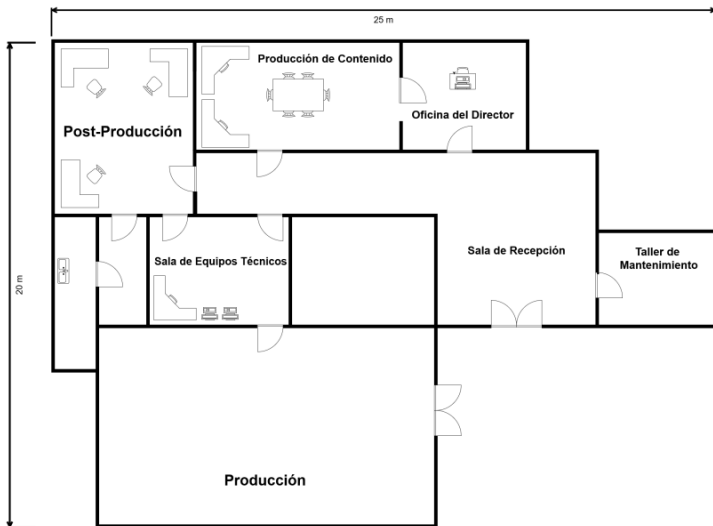 25 m
Producción de Contenido
Oficina del Director
Post-Producción
20 m
Sala de Equipos Técnicos
Sala de Recepción
Taller de
Mantenimiento
Producción